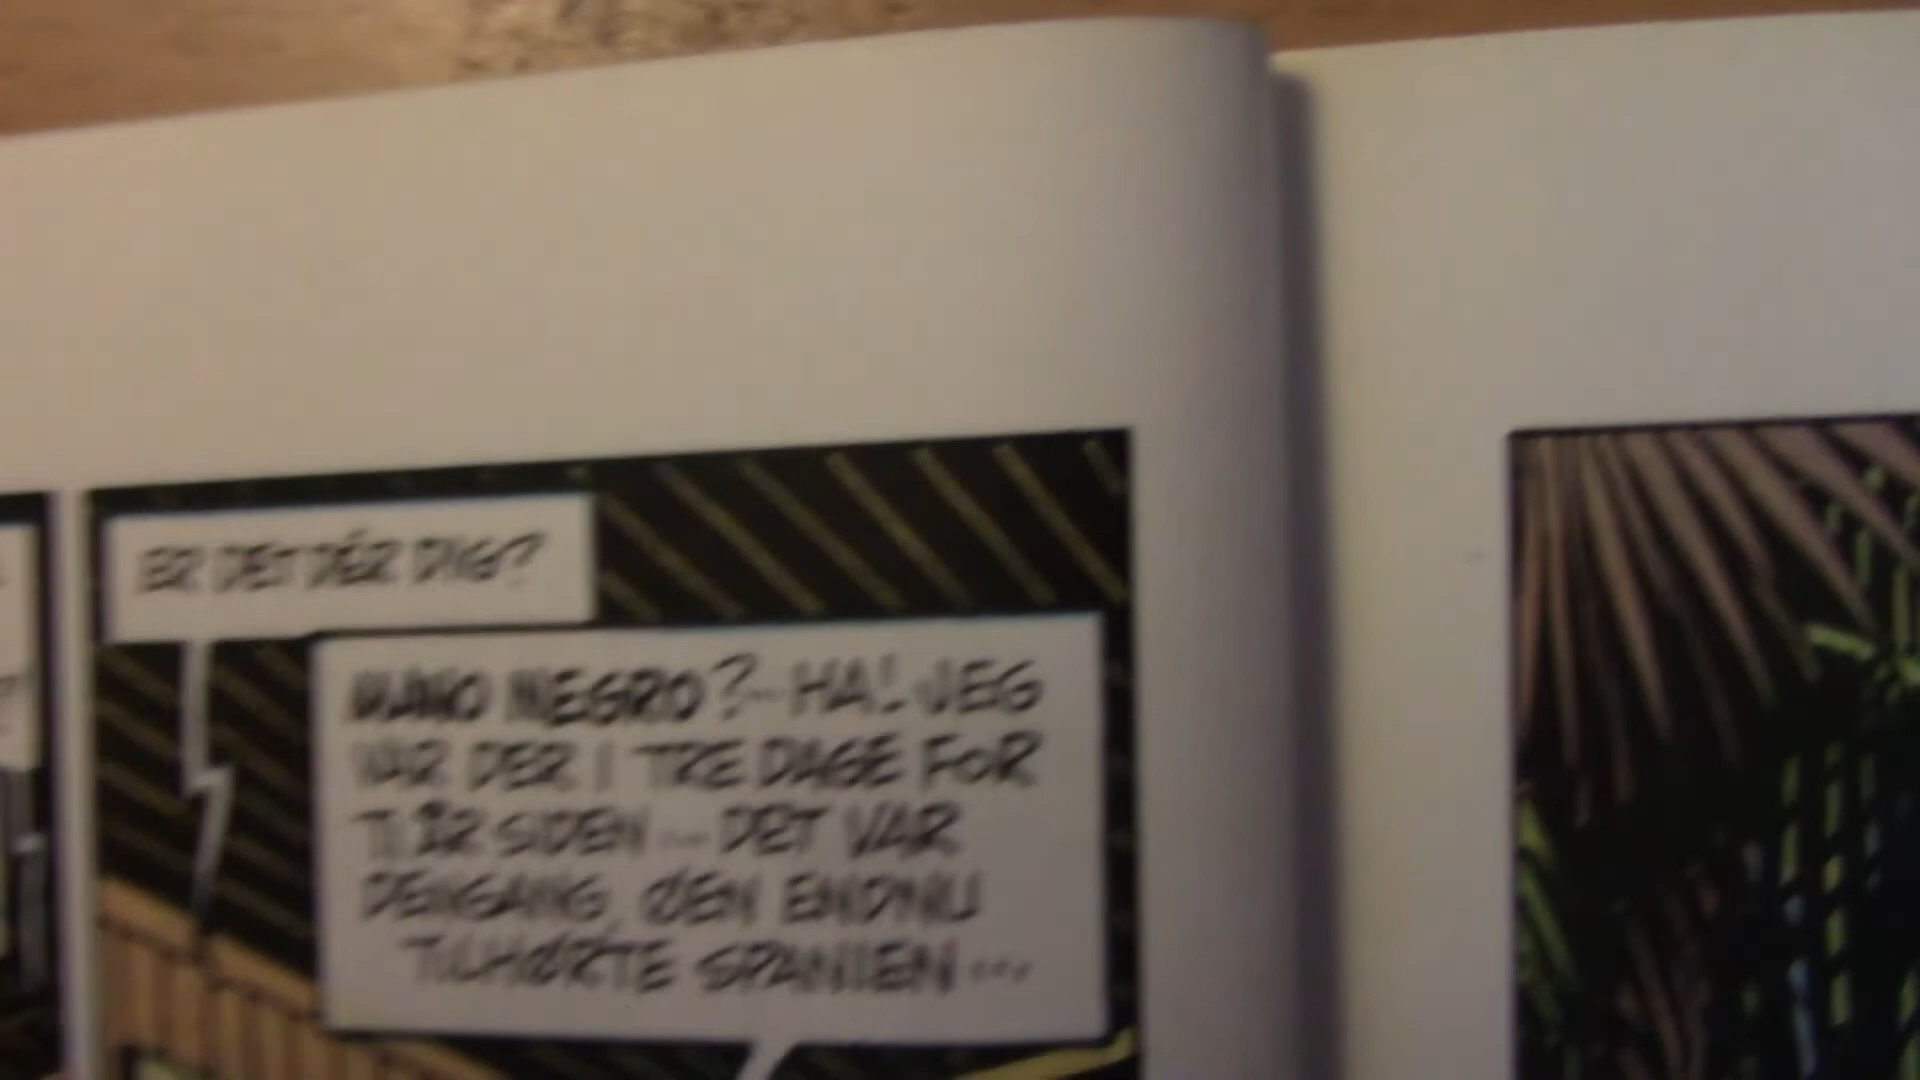 ER DET DÉR DIG?
MANO NEGRO?-- HA! JEG
VAR DER I TRE DAGE FOR
TI ÅR SIDEN --- DET VAR
DENGANG, ØEN ENDNU
TILHØRTE SPANIEN ---